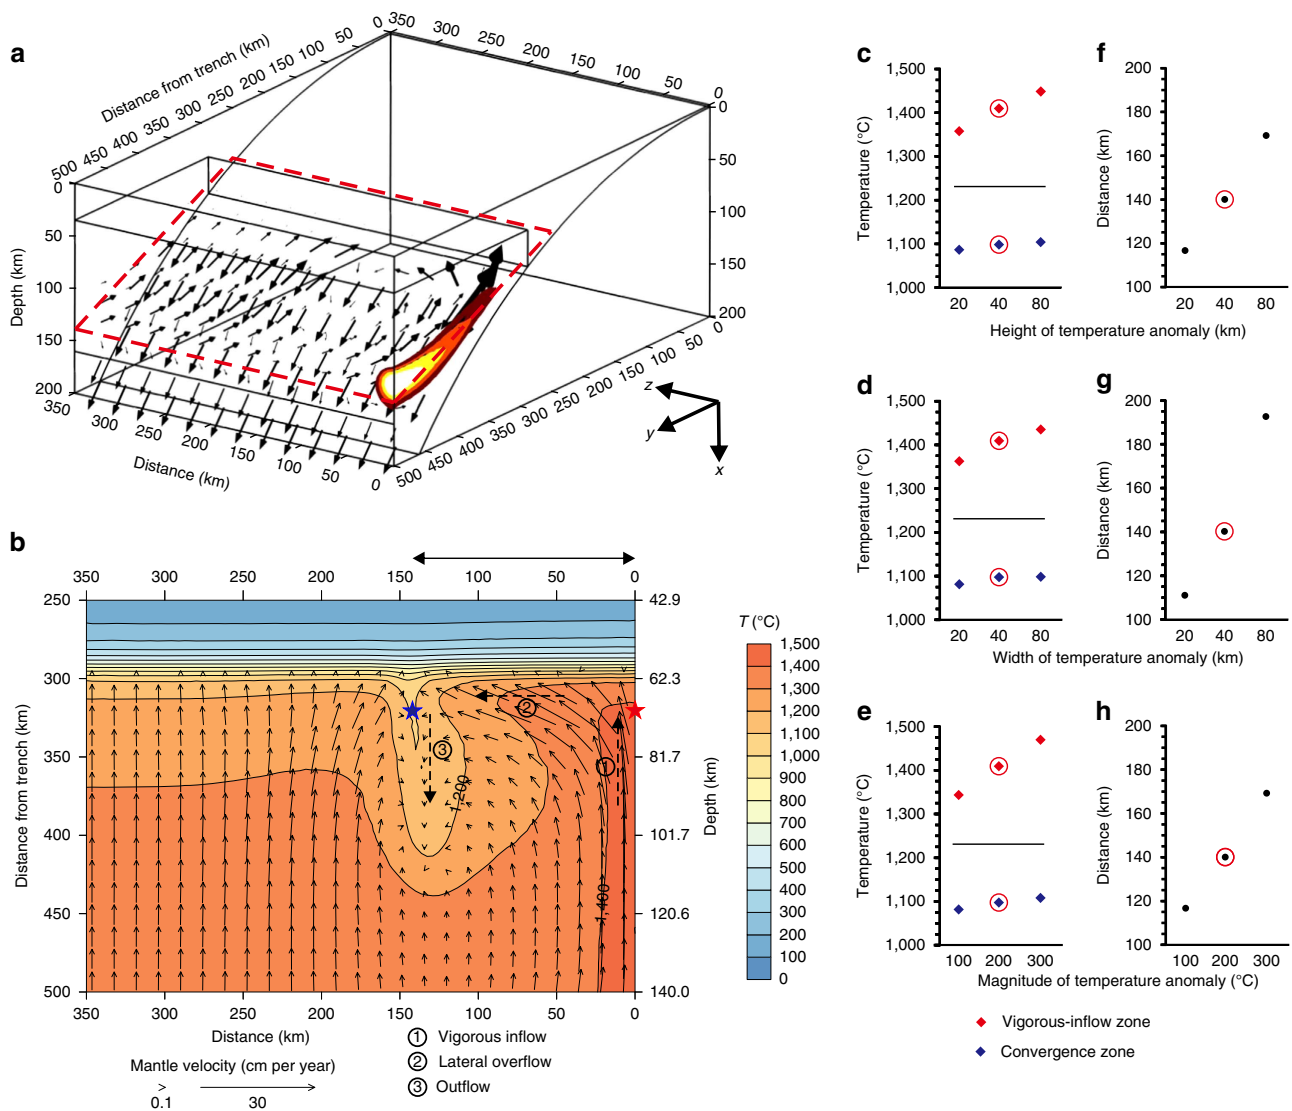 a
Distance from trench (km)
500 450 400 350 300 250 200 150 100 50 0
350 300 200 150 100 50 0
0 50 100 150 200
Depth (km)
0 50 100 150 200
350 300 250 200 150 100 50 0
Distance (km)
500 450 400 350 300 250 200 150 100 50 0
z
y
x
b
350 300 250 200 150 100 50 0
250 300 350 400 450 500
Distance from trench (km)
42.9 62.3 81.7 101.7 120.6 140.0
Depth (km)
1 2 3
1,200
1,400
350 300 250 200 150 100 50 0
Distance (km)
Mantle velocity (cm per year)
0.1 30
1 Vigorous inflow
2 Lateral overflow
3 Outflow
T (°C)
1,500
1,400
1,300
1,200
1,100
1,000
900
800
700
600
500
400
300
200
100
0
c
1,500
1,400
1,300
1,200
1,100
1,000
Temperature (°C)
20 40 80
f
200
180
160
140
120
100
Distance (km)
20 40 80
Height of temperature anomaly (km)
d
1,500
1,400
1,300
1,200
1,100
1,000
Temperature (°C)
20 40 80
g
200
180
160
140
120
100
Distance (km)
20 40 80
Width of temperature anomaly (km)
e
1,500
1,400
1,300
1,200
1,100
1,000
Temperature (°C)
100 200 300
h
200
180
160
140
120
100
Distance (km)
100 200 300
Magnitude of temperature anomaly (°C)
Vigorous-inflow zone
Convergence zone